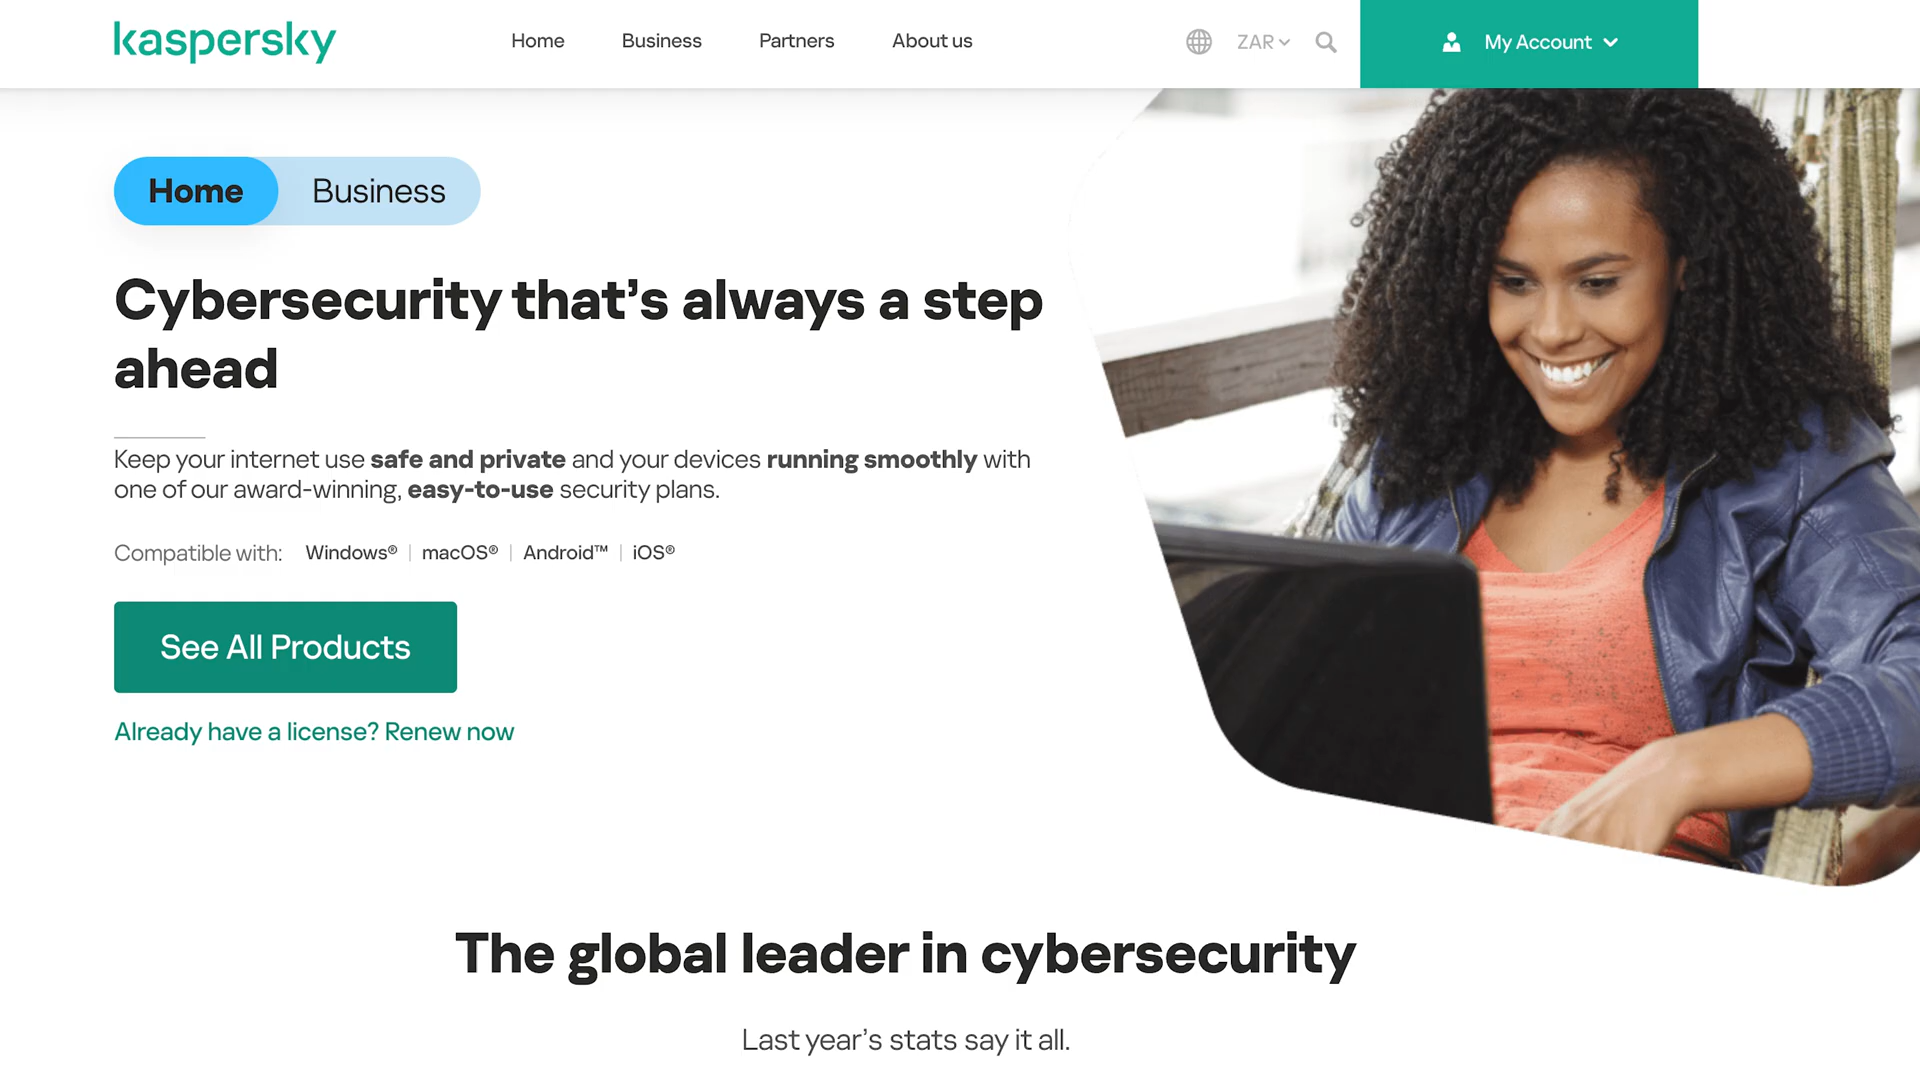 kaspersky
Home
Business
Partners
About us
ZAR
My Account
Home
Business
Cybersecurity that’s always a step
ahead
Keep your internet use safe and private and your devices running smoothly with
one of our award-winning, easy-to-use security plans.
Compatible with: Windows® | macOS® | Android™ | iOS®
See All Products
Already have a license? Renew now
The global leader in cybersecurity
Last year’s stats say it all.